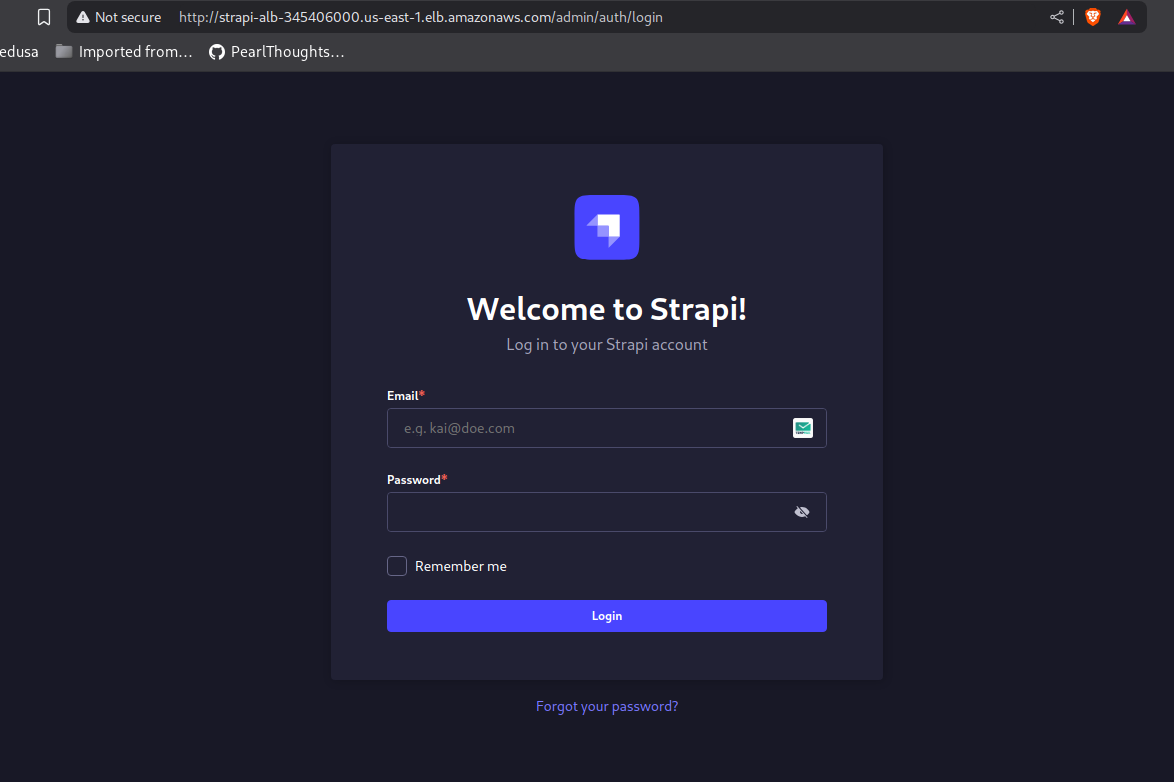 Not secure http://strapi-alb-345406000.us-east-1.elb.amazonaws.com/admin/auth/login
edusa Imported from... PearlThoughts...
Welcome to Strapi!
Log in to your Strapi account
Email*
e.g. kai@doe.com
Password*
Remember me
Login
Forgot your password?